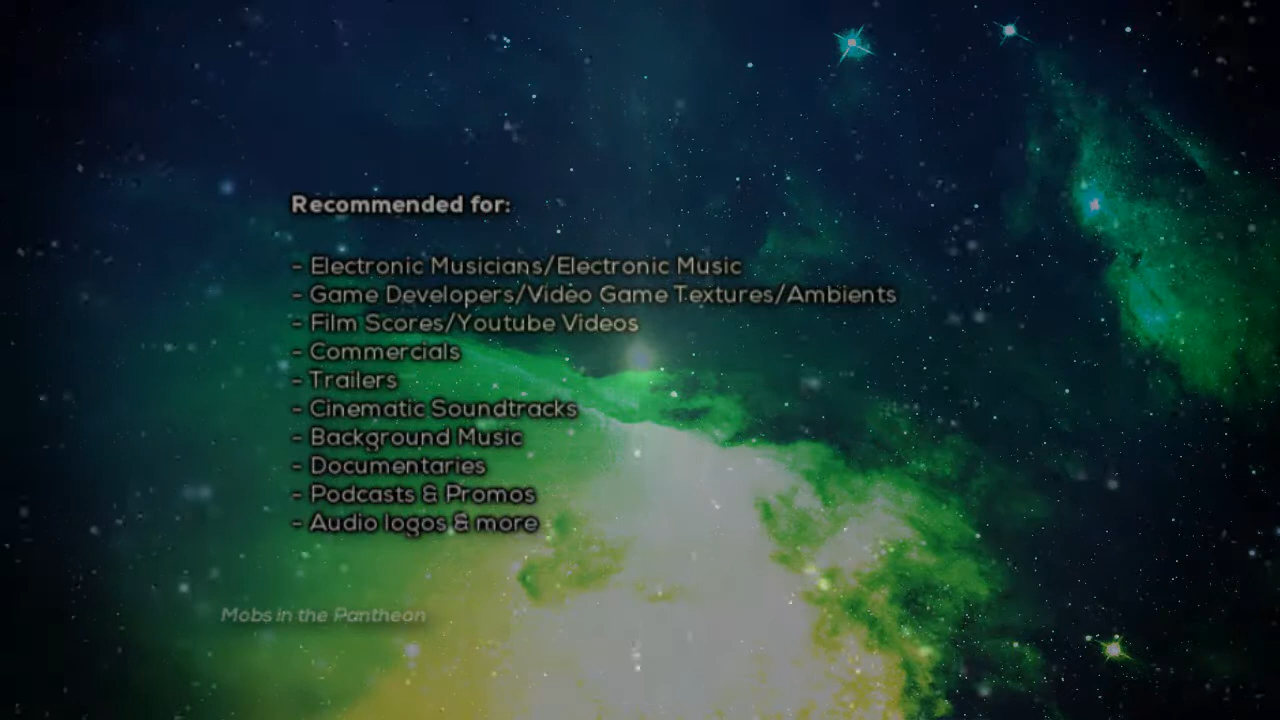 Recommended for:
- Electronic Musicians/Electronic Music
- Game Developers/Video Game Textures/Ambients
- Film Scores/Youtube Videos
- Commercials
- Trailers
- Cinematic Soundtracks
- Background Music
- Documentaries
- Podcasts & Promos
- Audio logos & more
Mobs in the Pantheon